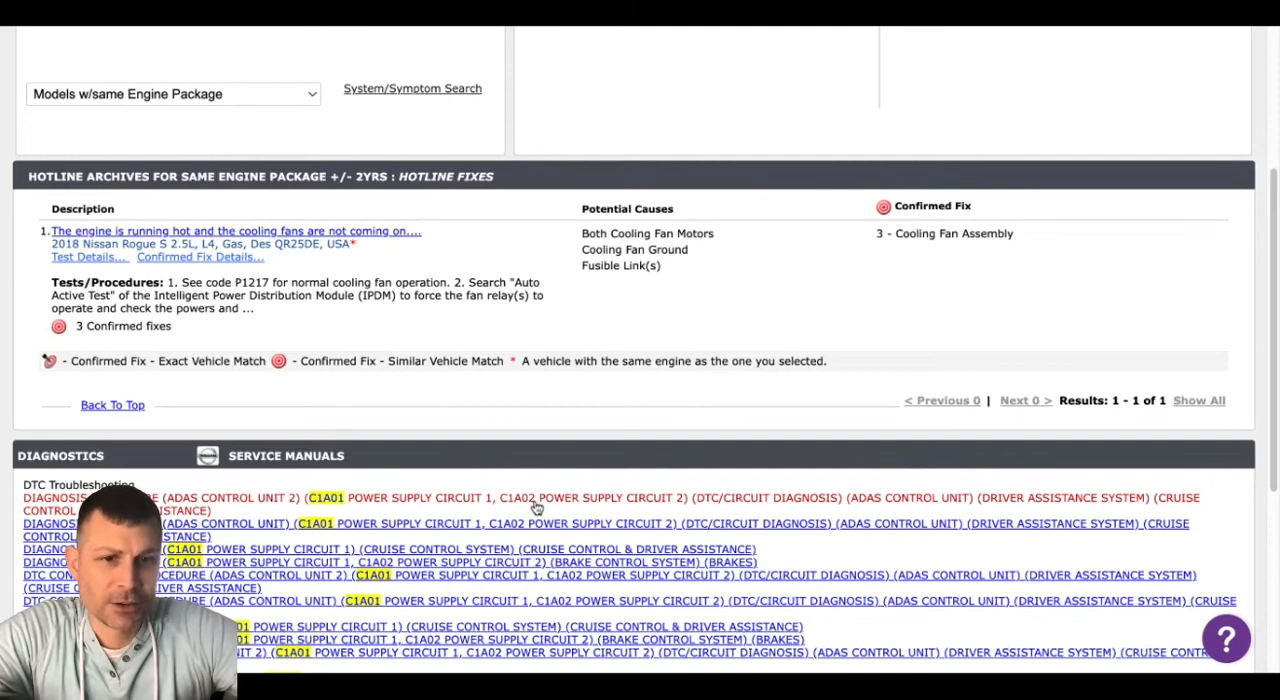 Models w/same Engine Package
System/Symptom Search
HOTLINE ARCHIVES FOR SAME ENGINE PACKAGE +/- 2YRS : HOTLINE FIXES
Description
Potential Causes
Confirmed Fix
1. The engine is running hot and the cooling fans are not coming on....
2018 Nissan Rogue S 2.5L, L4, Gas, Des QR25DE, USA*
Test Details... Confirmed Fix Details...
Both Cooling Fan Motors
Cooling Fan Ground
Fusible Link(s)
3 - Cooling Fan Assembly
Tests/Procedures: 1. See code P1217 for normal cooling fan operation. 2. Search "Auto
Active Test" of the Intelligent Power Distribution Module (IPDM) to force the fan relay(s) to
operate and check the powers and ...
3 Confirmed fixes
- Confirmed Fix - Exact Vehicle Match - Confirmed Fix - Similar Vehicle Match * A vehicle with the same engine as the one you selected.
Back To Top
< Previous 0 | Next 0 > Results: 1 - 1 of 1 Show All
DIAGNOSTICS
SERVICE MANUALS
DTC Troubleshooting
(ADAS CONTROL UNIT 2) (C1A01 POWER SUPPLY CIRCUIT 1, C1A02 POWER SUPPLY CIRCUIT 2) (DTC/CIRCUIT DIAGNOSIS) (ADAS CONTROL UNIT) (DRIVER ASSISTANCE SYSTEM) (CRUISE
(ADAS CONTROL UNIT) (C1A01 POWER SUPPLY CIRCUIT 1, C1A02 POWER SUPPLY CIRCUIT 2) (DTC/CIRCUIT DIAGNOSIS) (ADAS CONTROL UNIT) (DRIVER ASSISTANCE SYSTEM) (CRUISE
(C1A01 POWER SUPPLY CIRCUIT 1) (CRUISE CONTROL SYSTEM) (CRUISE CONTROL & DRIVER ASSISTANCE)
(C1A01 POWER SUPPLY CIRCUIT 1, C1A02 POWER SUPPLY CIRCUIT 2) (BRAKE CONTROL SYSTEM) (BRAKES)
(ADAS CONTROL UNIT 2) (C1A01 POWER SUPPLY CIRCUIT 1, C1A02 POWER SUPPLY CIRCUIT 2) (DTC/CIRCUIT DIAGNOSIS) (ADAS CONTROL UNIT) (DRIVER ASSISTANCE SYSTEM)
(ADAS CONTROL UNIT) (C1A01 POWER SUPPLY CIRCUIT 1, C1A02 POWER SUPPLY CIRCUIT 2) (DTC/CIRCUIT DIAGNOSIS) (ADAS CONTROL UNIT) (DRIVER ASSISTANCE SYSTEM) (CRUISE
POWER SUPPLY CIRCUIT 1) (CRUISE CONTROL SYSTEM) (CRUISE CONTROL & DRIVER ASSISTANCE)
POWER SUPPLY CIRCUIT 1, C1A02 POWER SUPPLY CIRCUIT 2) (BRAKE CONTROL SYSTEM) (BRAKES)
2) (C1A01 POWER SUPPLY CIRCUIT 1, C1A02 POWER SUPPLY CIRCUIT 2) (DTC/CIRCUIT DIAGNOSIS) (ADAS CONTROL UNIT) (DRIVER ASSISTANCE SYSTEM) (CRUISE
?